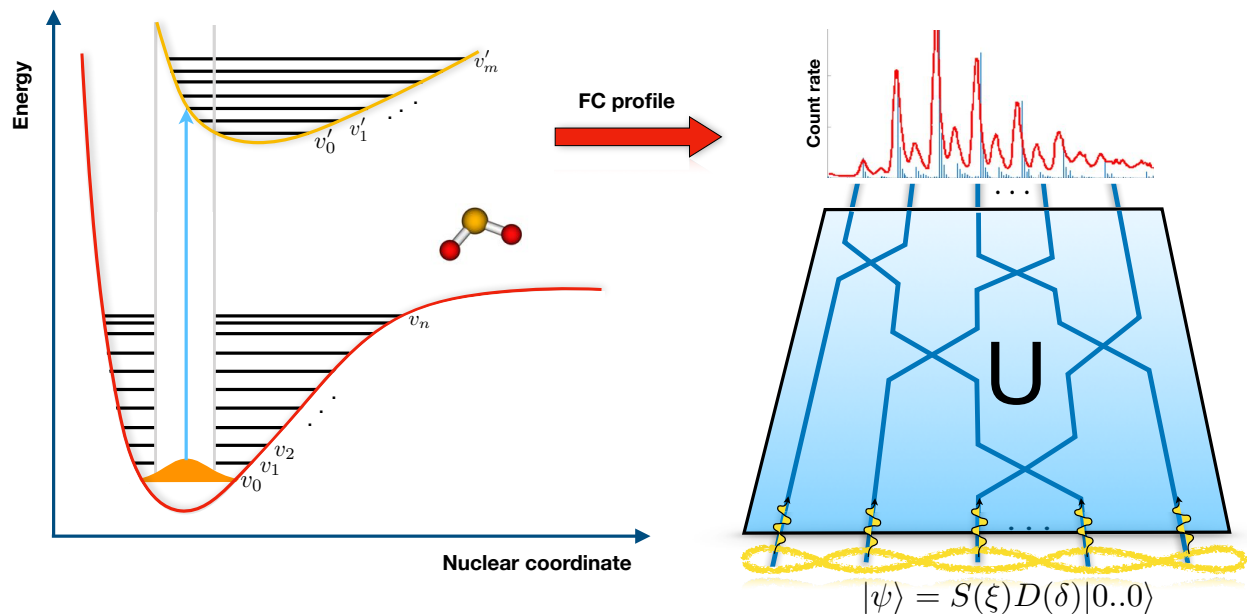 Energy
v′ₘ
v′₁
v′₀
. . .
vₙ
. . .
v₂
v₁
v₀
Nuclear coordinate
FC profile
Count rate
. . .
U
. . .
|ψ⟩ = S(ξ)D(δ)|0..0⟩